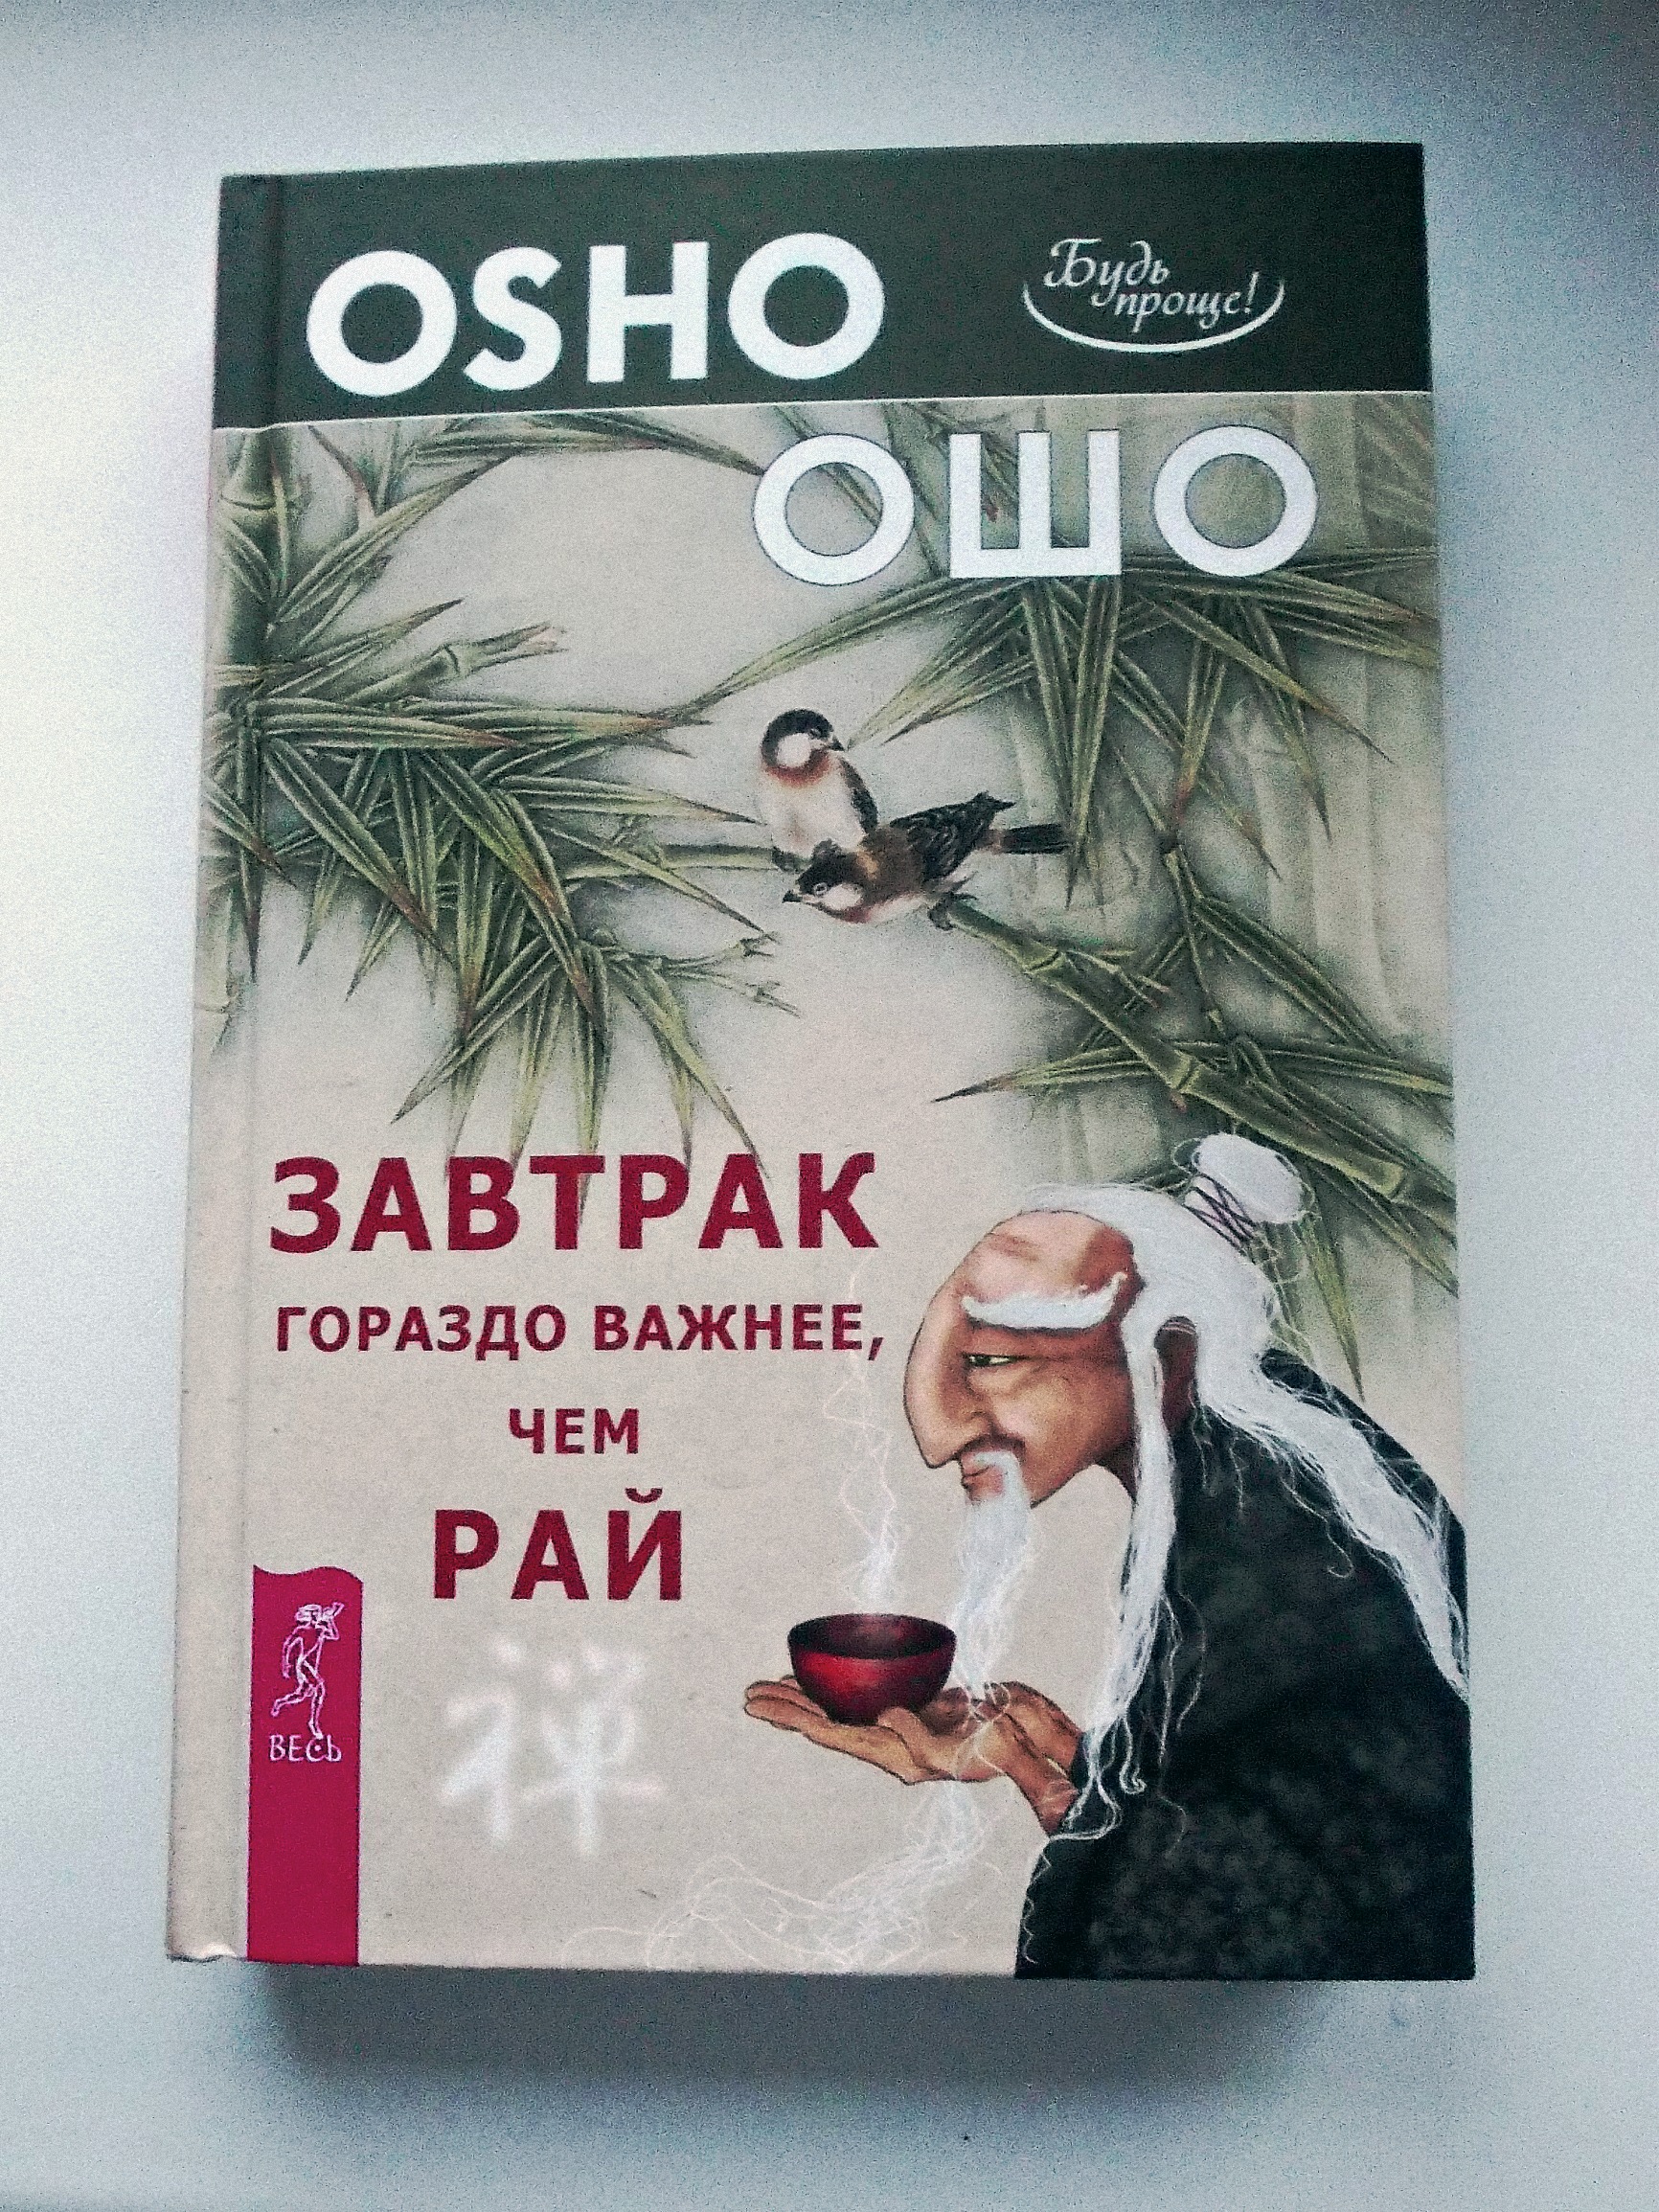 OSHO
Будь
проще!
ОШО
ЗАВТРАК
ГОРАЗДО ВАЖНЕЕ,
ЧЕМ
РАЙ
禅
ВЕСЬ